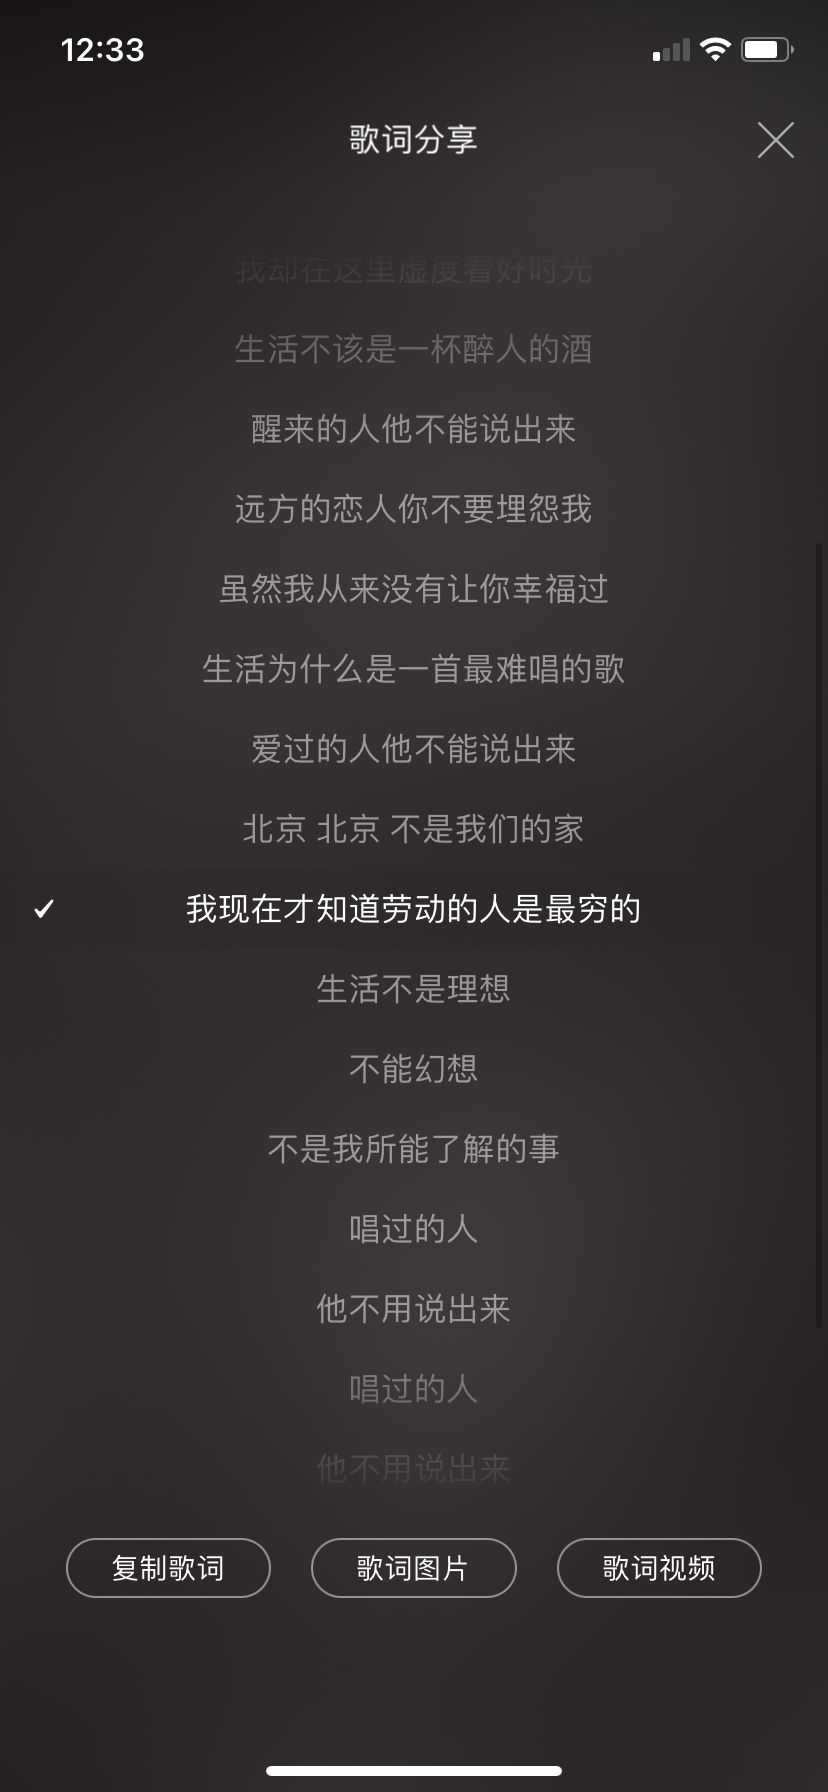 12:33
歌词分享
我却在这里虚度着好时光
生活不该是一杯醉人的酒
醒来的人他不能说出来
远方的恋人你不要埋怨我
虽然我从来没有让你幸福过
生活为什么是一首最难唱的歌
爱过的人他不能说出来
北京 北京 不是我们的家
我现在才知道劳动的人是最穷的
生活不是理想
不能幻想
不是我所能了解的事
唱过的人
他不用说出来
唱过的人
他不用说出来
复制歌词 歌词图片 歌词视频